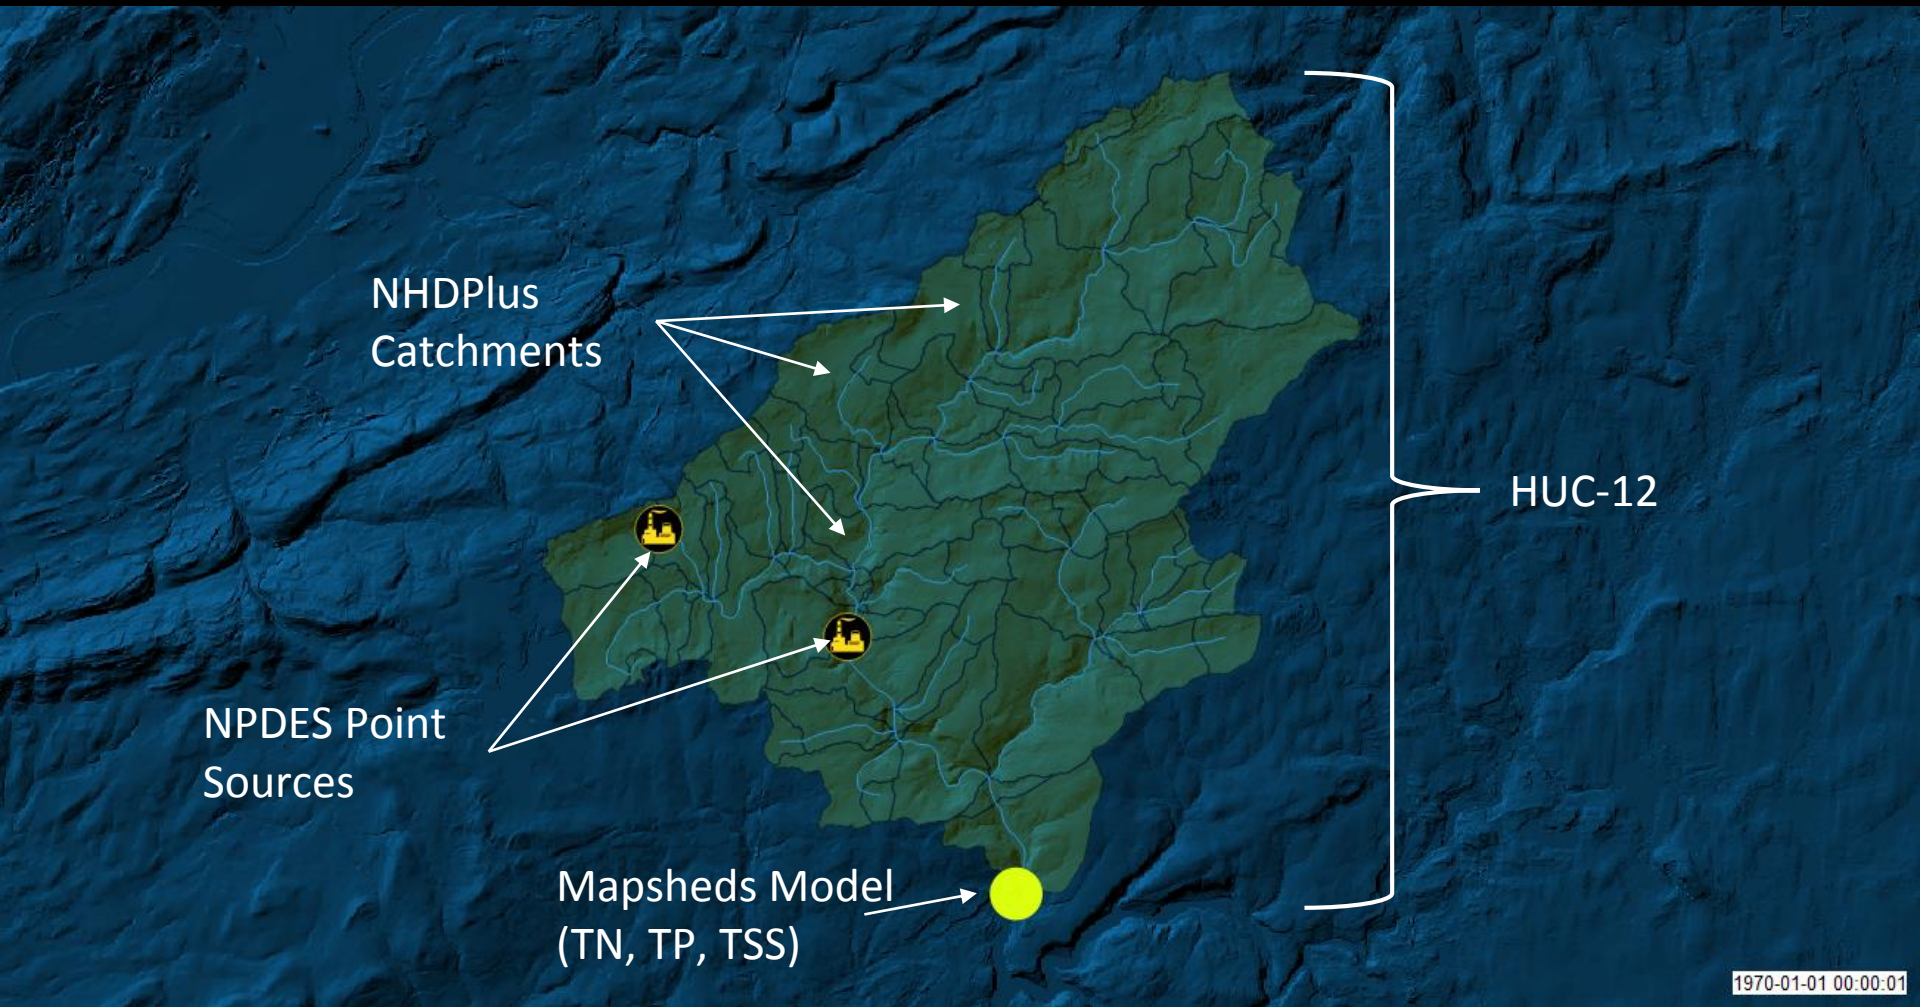 NHDPlus
Catchments
HUC-12
NPDES Point
Sources
Mapsheds Model
(TN, TP, TSS)
1970-01-01 00:00:01